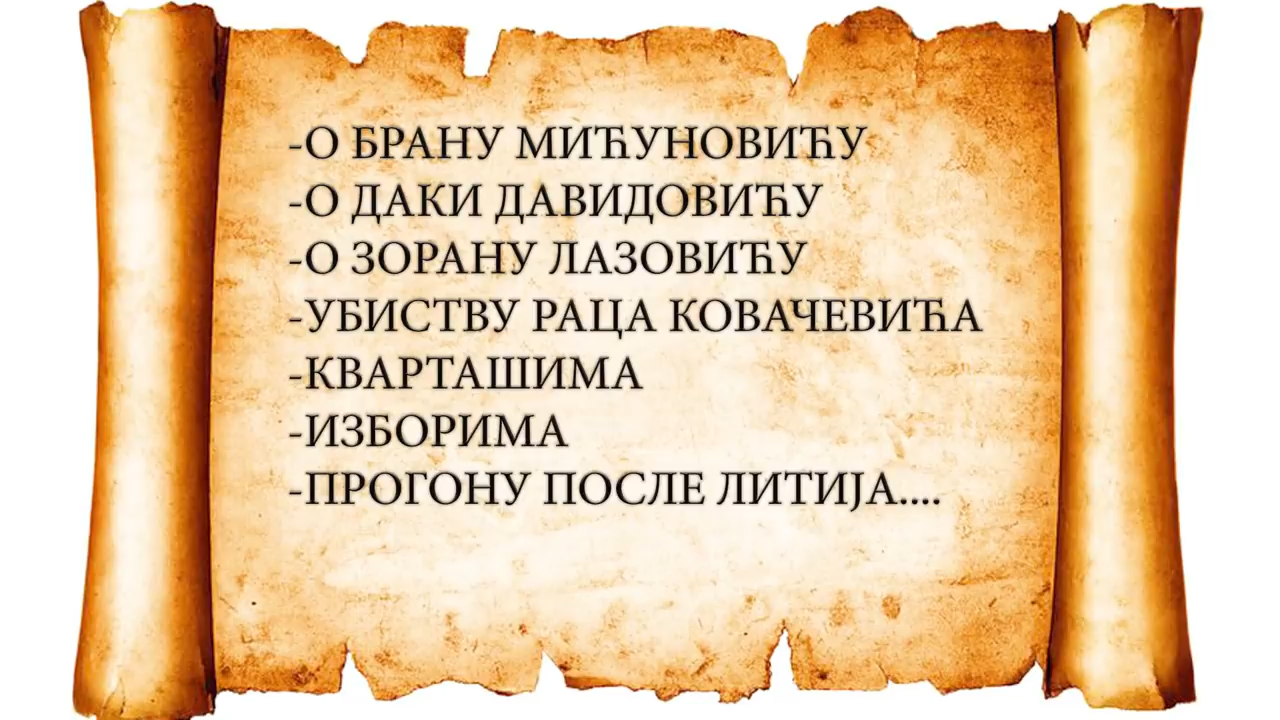 -О БРАНУ МИЋУНОВИЋУ
-О ДАКИ ДАВИДОВИЋУ
-О ЗОРАНУ ЛАЗОВИЋУ
-УБИСТВУ РАЦА КОВАЧЕВИЋА
-КВАРТАШИМА
-ИЗБОРИМА
-ПРОГОНУ ПОСЛЕ ЛИТИЈА....